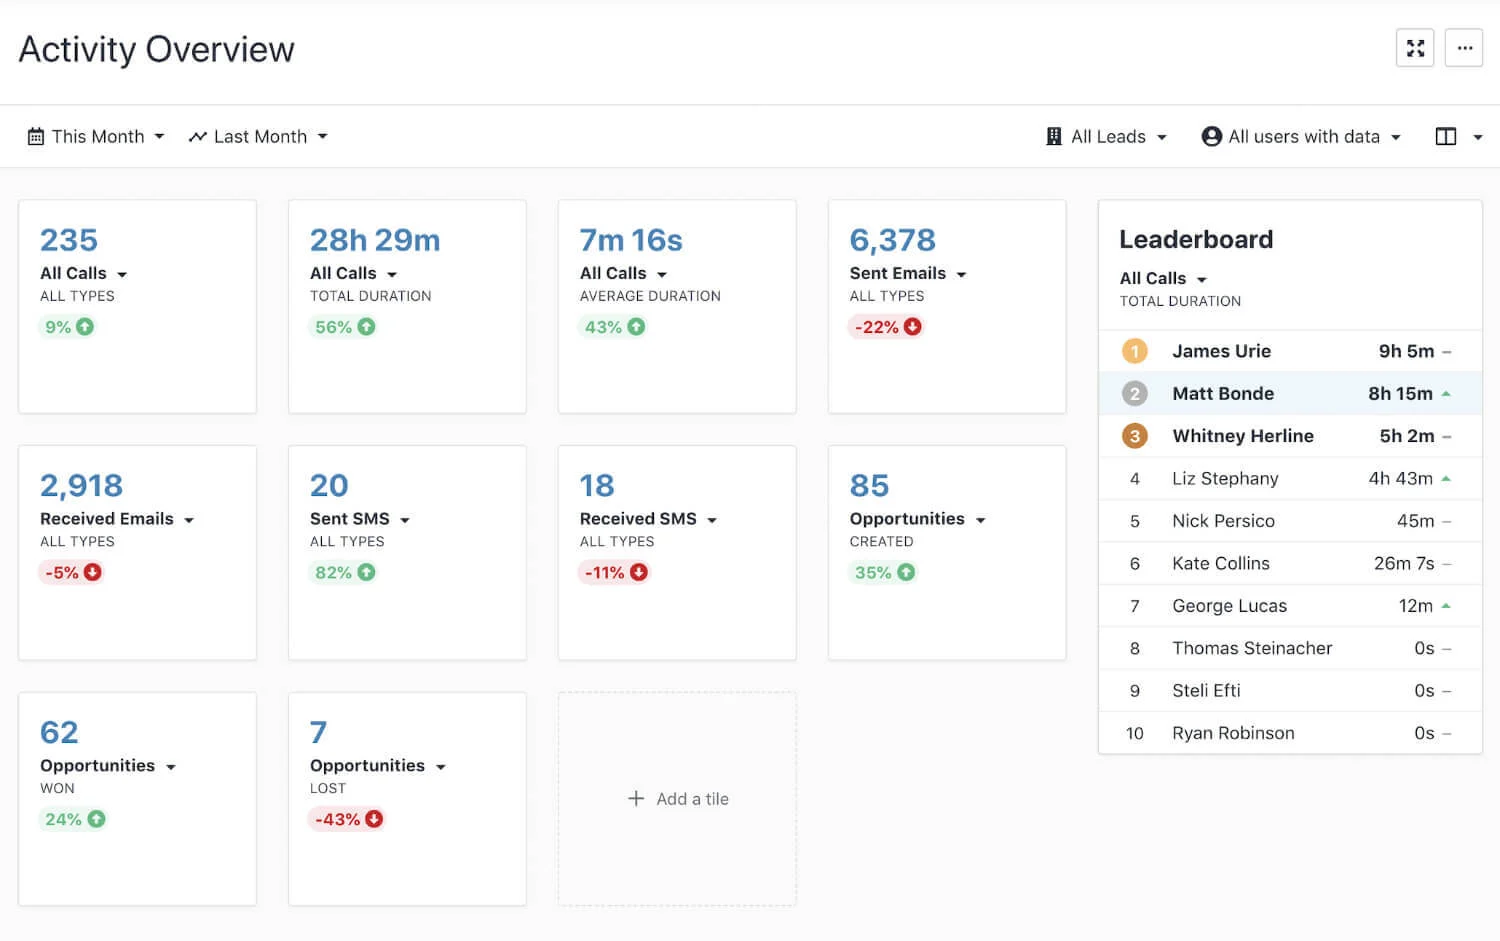 Activity Overview
This Month
Last Month
All Leads
All users with data
235
All Calls
ALL TYPES
9%
28h 29m
All Calls
TOTAL DURATION
56%
7m 16s
All Calls
AVERAGE DURATION
43%
6,378
Sent Emails
ALL TYPES
-22%
2,918
Received Emails
ALL TYPES
-5%
20
Sent SMS
ALL TYPES
82%
18
Received SMS
ALL TYPES
-11%
85
Opportunities
CREATED
35%
62
Opportunities
WON
24%
7
Opportunities
LOST
-43%
+ Add a tile
Leaderboard
All Calls
TOTAL DURATION
1 James Urie 9h 5m –
2 Matt Bonde 8h 15m
3 Whitney Herline 5h 2m –
4 Liz Stephany 4h 43m
5 Nick Persico 45m –
6 Kate Collins 26m 7s –
7 George Lucas 12m
8 Thomas Steinacher 0s –
9 Steli Efti 0s –
10 Ryan Robinson 0s –